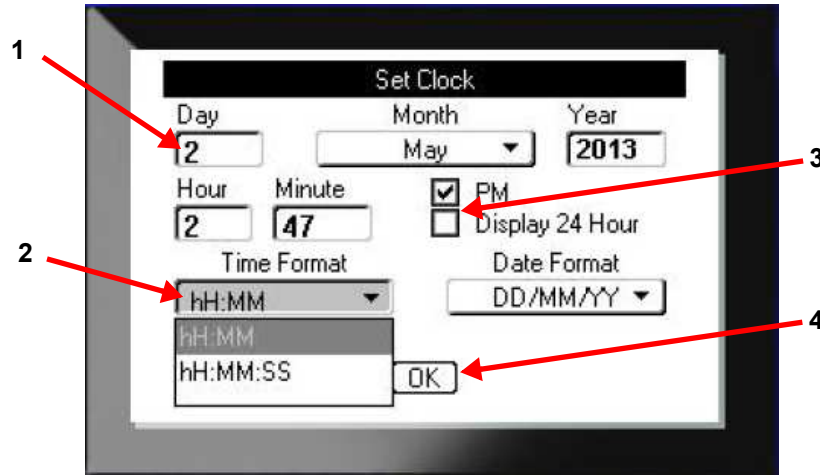 1
Set Clock
Day Month Year
2 May 2013
3
Hour Minute PM
2 47 Display 24 Hour
2
Time Format Date Format
hH:MM DD/MM/YY
4
hH:MM
hH:MM:SS OK